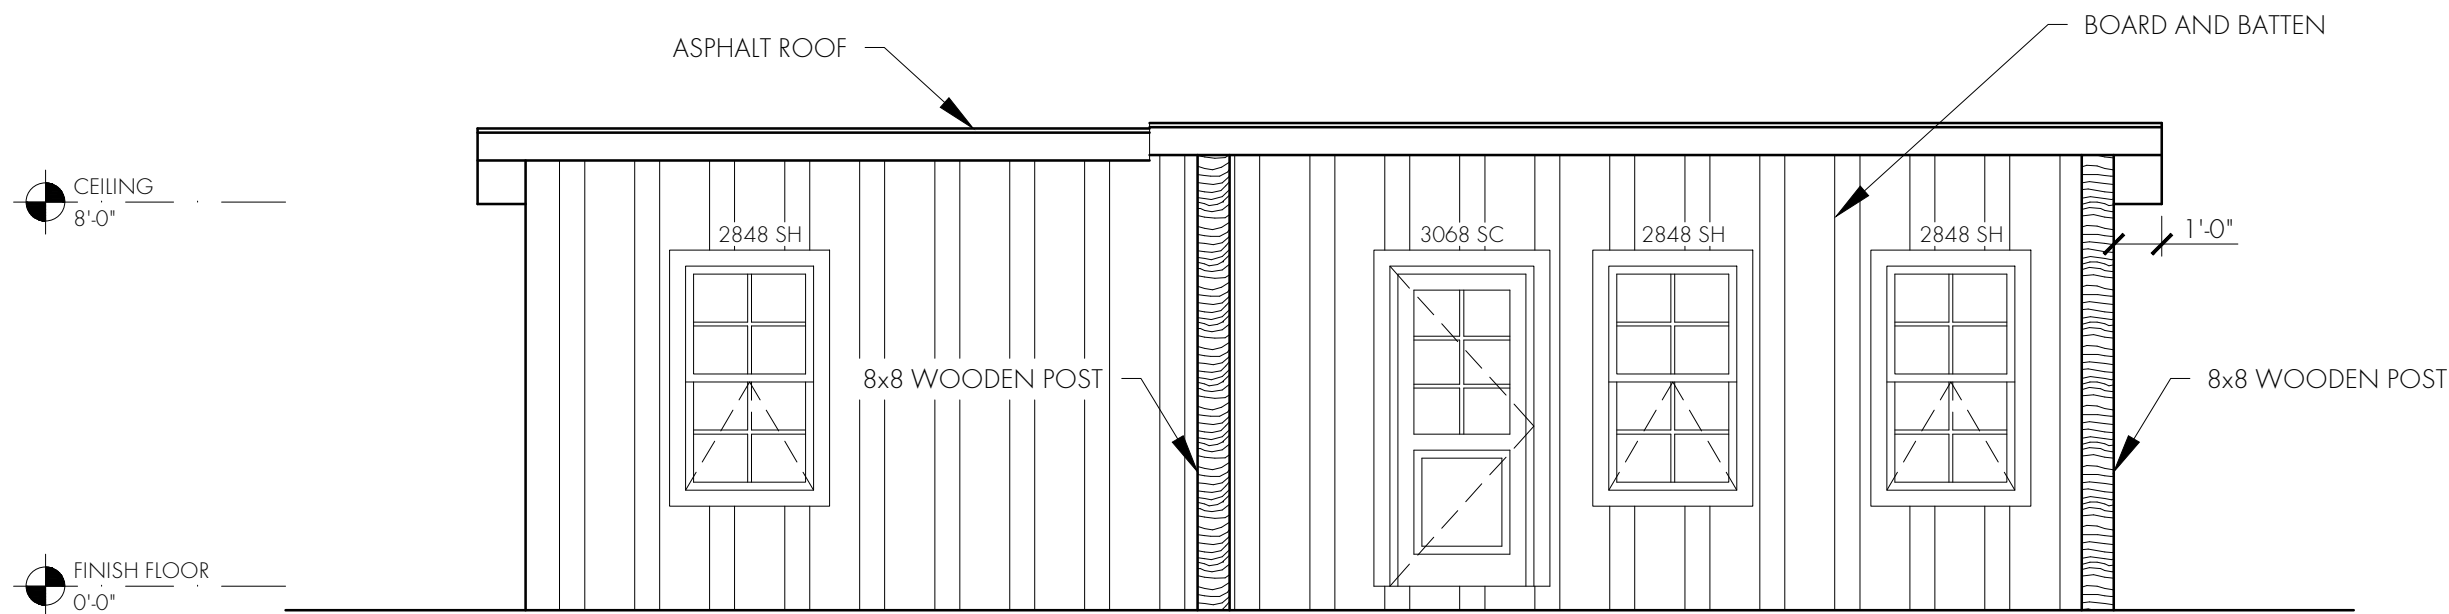 BOARD AND BATTEN
ASPHALT ROOF
CEILING
8'-0"
2848 SH
3068 SC
2848 SH
2848 SH
1'-0"
8x8 WOODEN POST
8x8 WOODEN POST
FINISH FLOOR
0'-0"